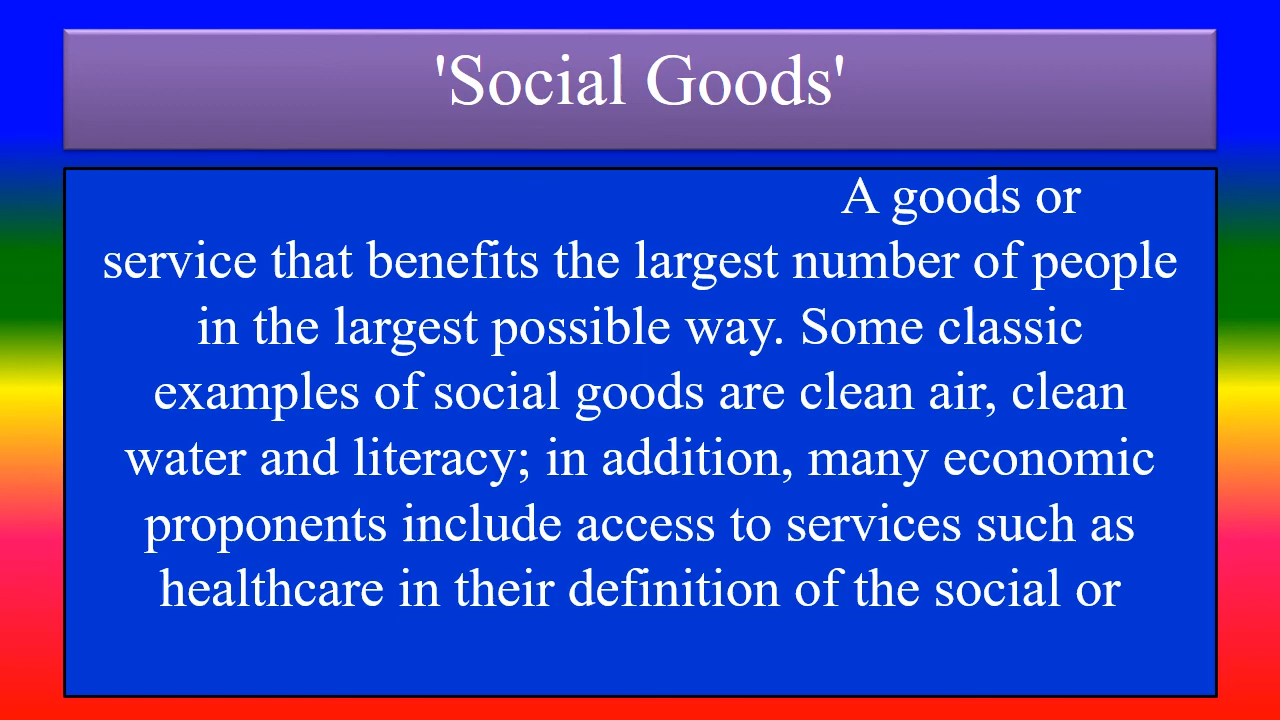 'Social Goods'
A goods or
service that benefits the largest number of people
in the largest possible way. Some classic
examples of social goods are clean air, clean
water and literacy; in addition, many economic
proponents include access to services such as
healthcare in their definition of the social or